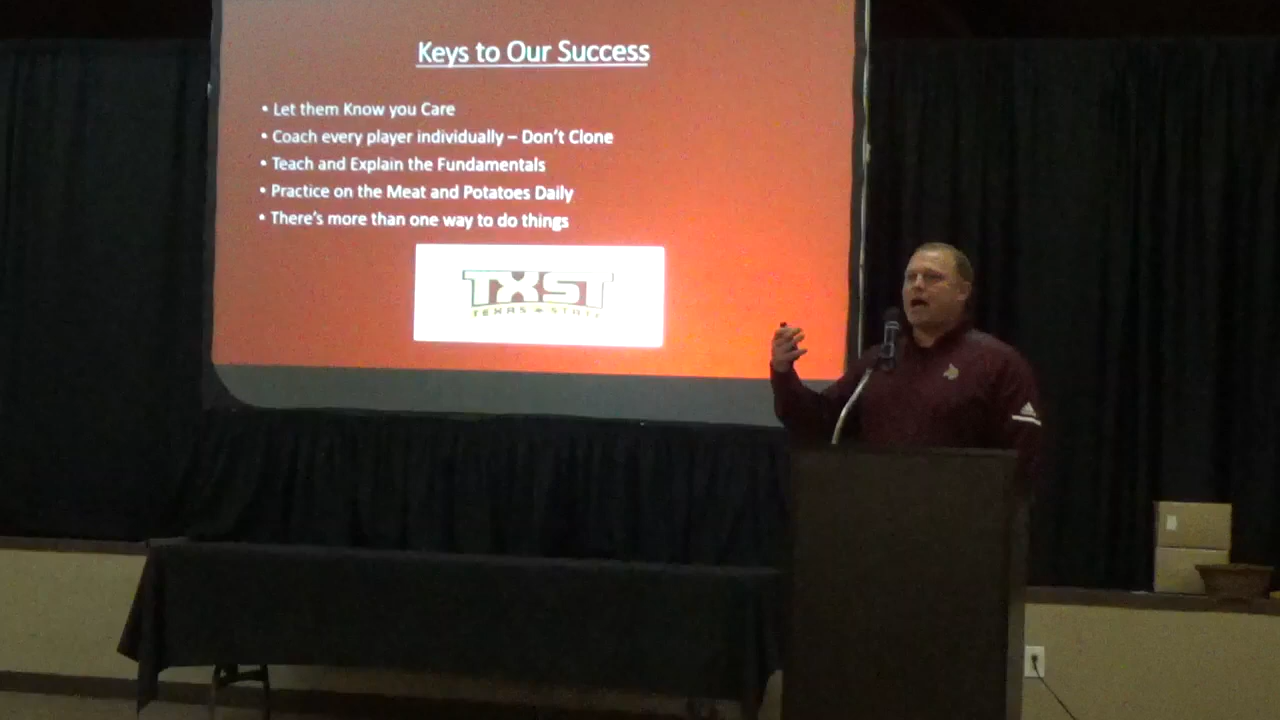 Keys to Our Success
• Let them Know you Care
• Coach every player individually – Don't Clone
• Teach and Explain the Fundamentals
• Practice on the Meat and Potatoes Daily
• There's more than one way to do things
TXST
TEXAS ★ STATE